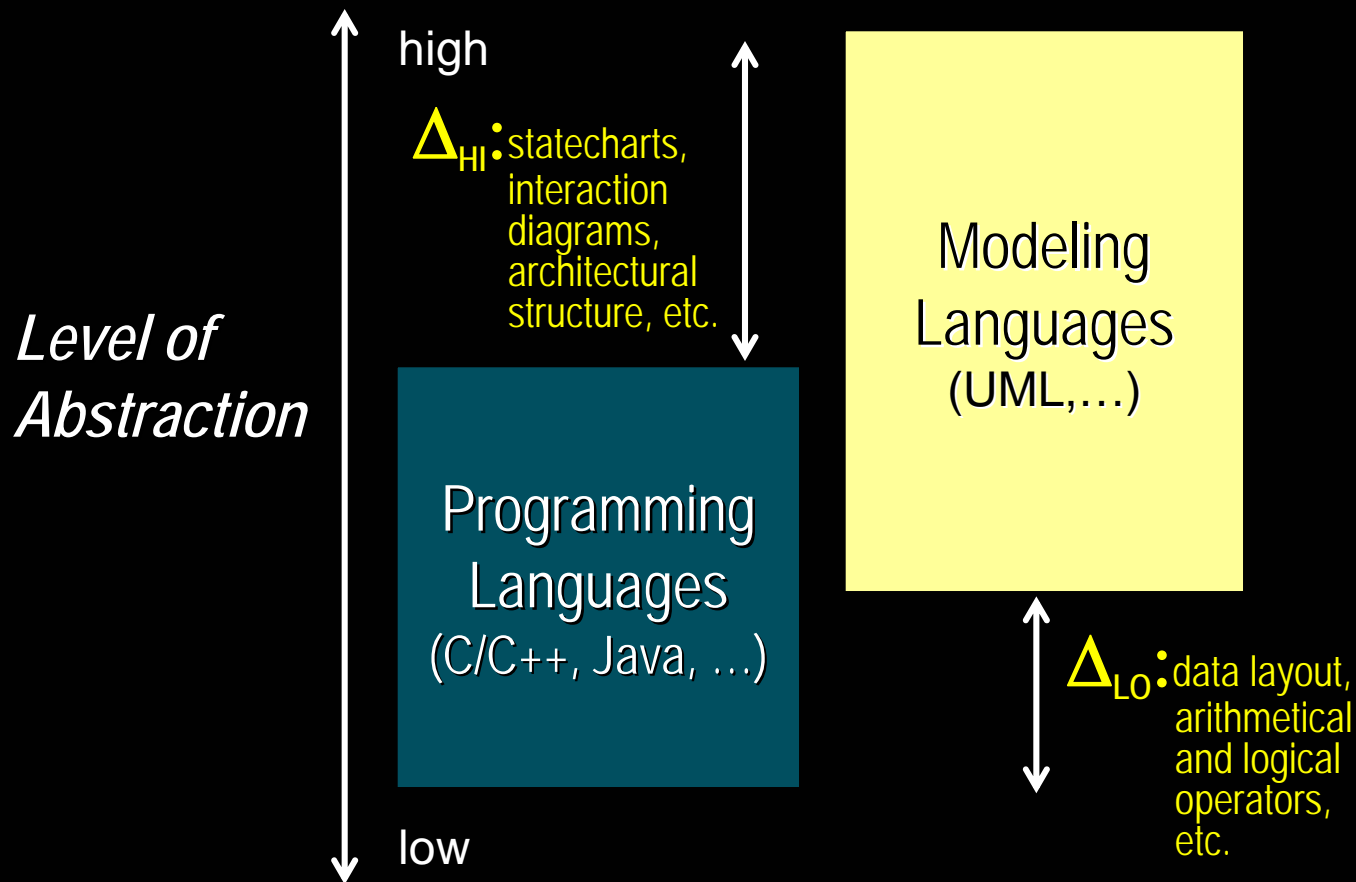 high
ΔHI: statecharts,
interaction
diagrams,
architectural
structure, etc.
Level of
Abstraction
Programming
Languages
(C/C++, Java, ...)
low
Modeling
Languages
(UML,...)
ΔLO: data layout,
arithmetical
and logical
operators,
etc.